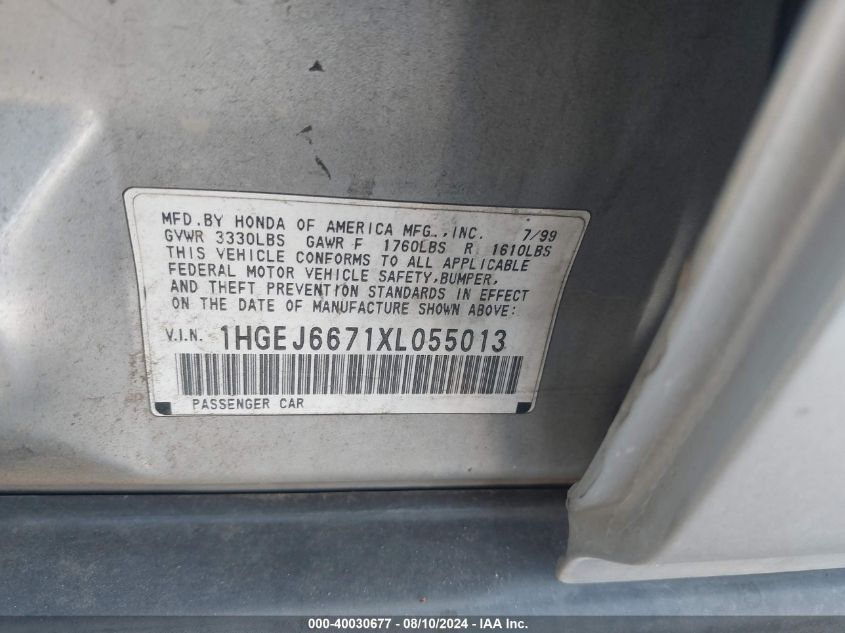 MFD.BY HONDA OF AMERICA MFG.,INC. 7/99
GVWR 3330LBS GAWR F 1760LBS R 1610LBS
THIS VEHICLE CONFORMS TO ALL APPLICABLE
FEDERAL MOTOR VEHICLE SAFETY,BUMPER,
AND THEFT PREVENTION STANDARDS IN EFFECT
ON THE DATE OF MANUFACTURE SHOWN ABOVE:
V.I.N. 1HGEJ6671XL055013
PASSENGER CAR
000-40030677 - 08/10/2024 - IAA Inc.